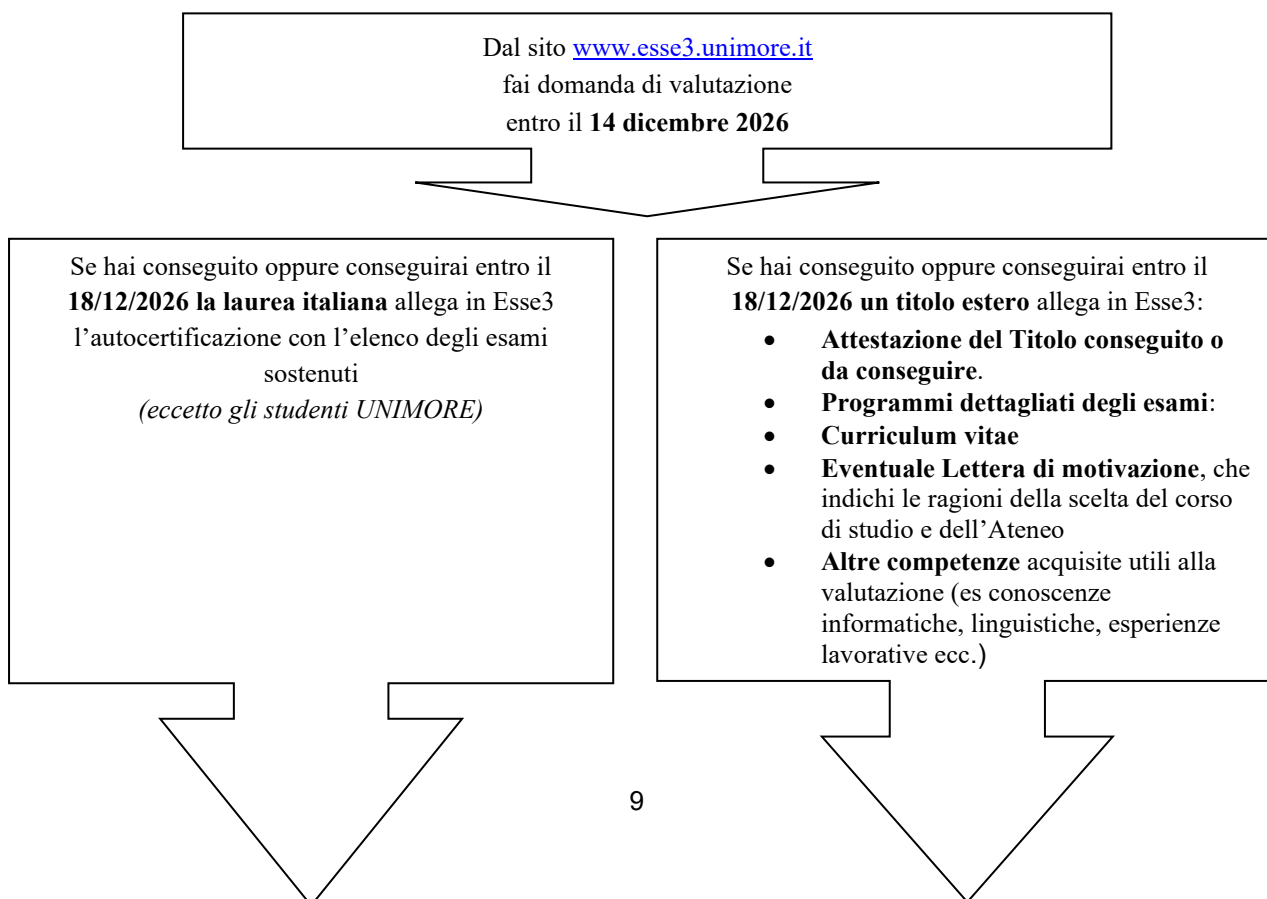 Dal sito www.esse3.unimore.it
fai domanda di valutazione
entro il 14 dicembre 2026
Se hai conseguito oppure conseguirai entro il
18/12/2026 la laurea italiana allega in Esse3
l’autocertificazione con l’elenco degli esami
sostenuti
(eccetto gli studenti UNIMORE)
Se hai conseguito oppure conseguirai entro il
18/12/2026 un titolo estero allega in Esse3:
• Attestazione del Titolo conseguito o
da conseguire.
• Programmi dettagliati degli esami:
• Curriculum vitae
• Eventuale Lettera di motivazione, che
indichi le ragioni della scelta del corso
di studio e dell’Ateneo
• Altre competenze acquisite utili alla
valutazione (es conoscenze
informatiche, linguistiche, esperienze
lavorative ecc.)
9